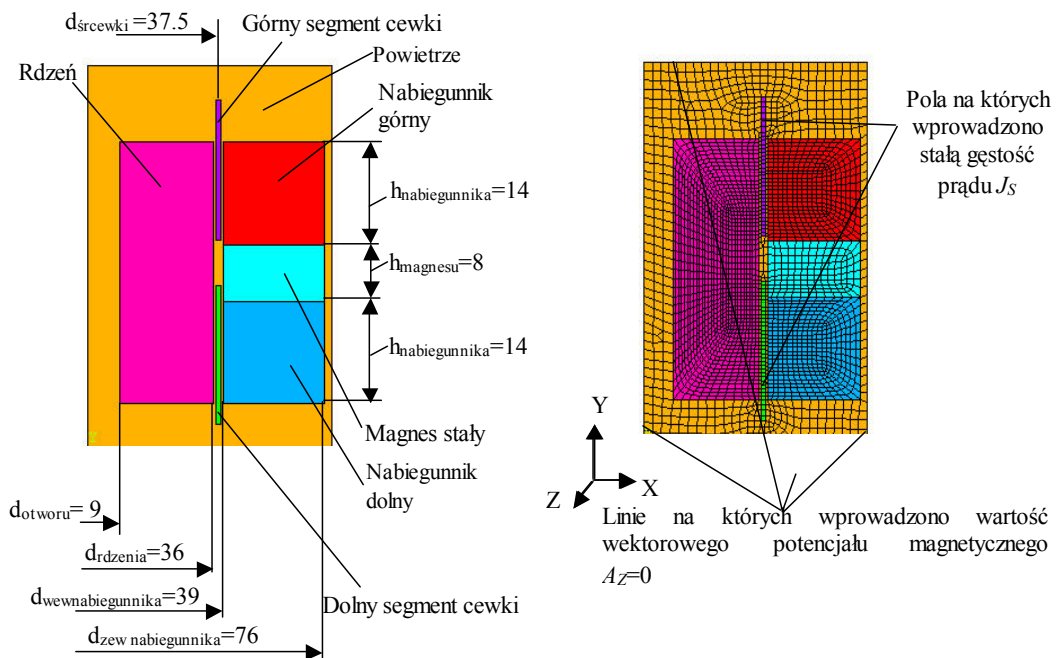 dśrcewki =37.5
Górny segment cewki
Powietrze
Rdzeń
Nabiegunnik
górny
hnabiegunnika=14
hmagnesu=8
hnabiegunnika=14
Magnes stały
Nabiegunnik
dolny
dotworu= 9
drdzenia=36
dwewnabiegunnika=39
Dolny segment cewki
dzew nabiegunnika=76
Pola na których
wprowadzono
stałą gęstość
prądu JS
Y
X
Z
Linie na których wprowadzono wartość
wektorowego potencjału magnetycznego
AZ=0